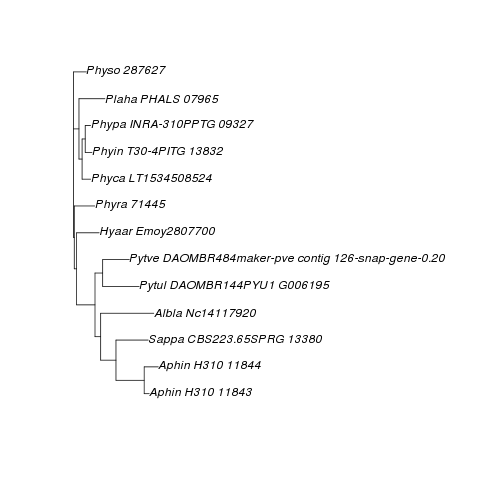 Physo 287627
Plaha PHALS 07965
Phypa INRA-310PPTG 09327
Phyin T30-4PITG 13832
Phyca LT1534508524
Phyra 71445
Hyaar Emoy2807700
Pytve DAOMBR484maker-pve contig 126-snap-gene-0.20
Pytul DAOMBR144PYU1 G006195
Albla Nc14117920
Sappa CBS223.65SPRG 13380
Aphin H310 11844
Aphin H310 11843